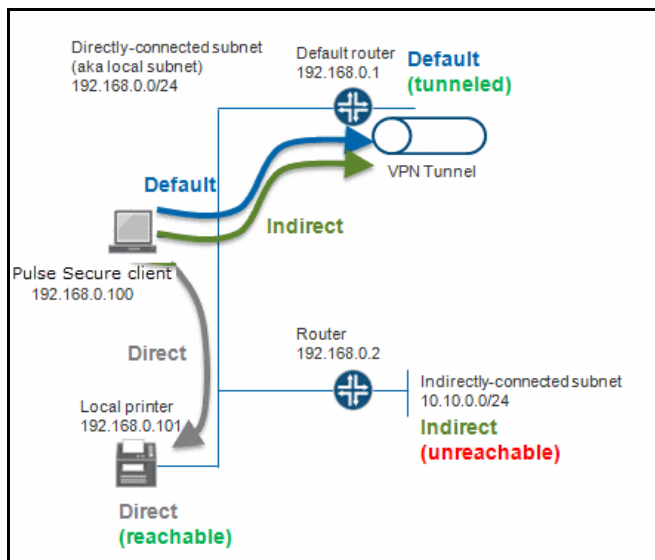 Directly-connected subnet
(aka local subnet)
192.168.0.0/24
Default router
192.168.0.1
Default
(tunneled)
VPN Tunnel
Default
Indirect
Pulse Secure client
192.168.0.100
Direct
Router
192.168.0.2
Indirectly-connected subnet
10.10.0.0/24
Indirect
(unreachable)
Local printer
192.168.0.101
Direct
(reachable)